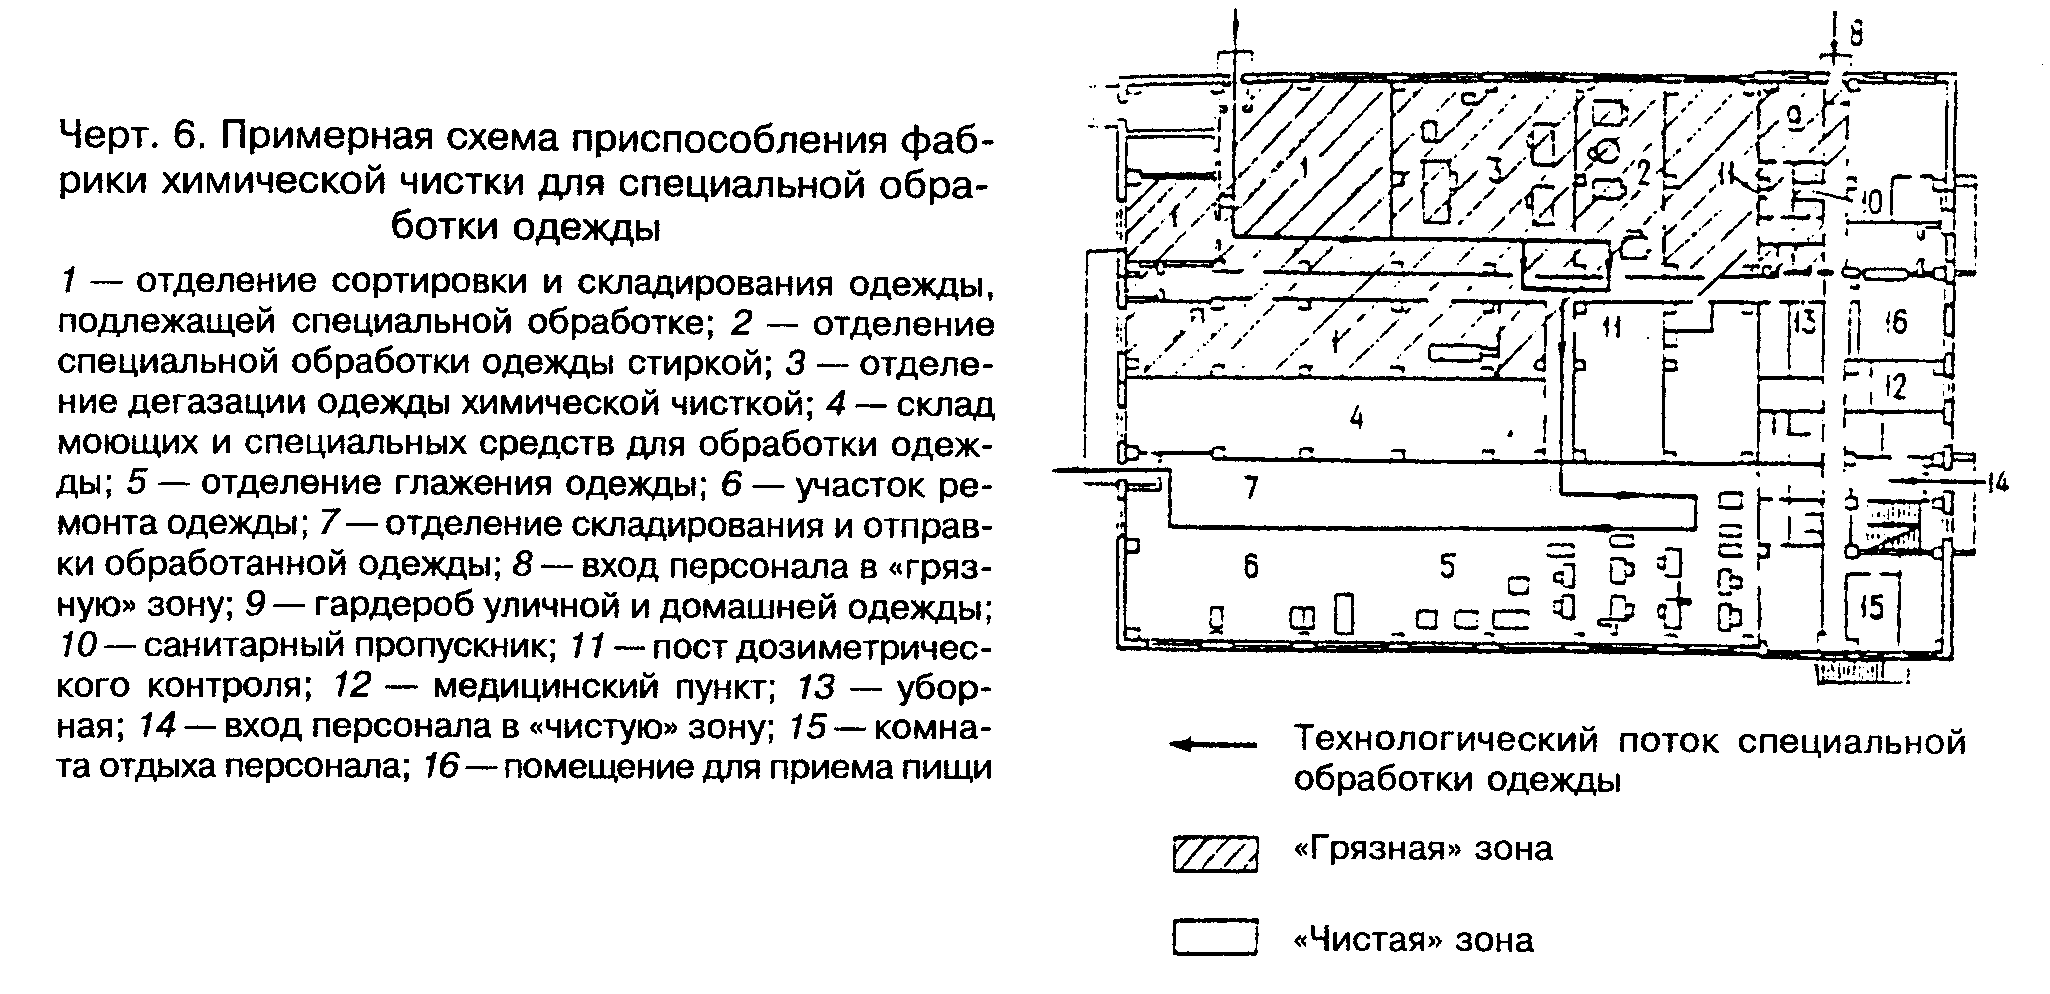 Черт. 6. Примерная схема приспособления фаб-
рики химической чистки для специальной обра-
ботки одежды
1 — отделение сортировки и складирования одежды,
подлежащей специальной обработке; 2 — отделение
специальной обработки одежды стиркой; 3 — отделе-
ние дегазации одежды химической чисткой; 4 — склад
моющих и специальных средств для обработки одеж-
ды; 5 — отделение глажения одежды; 6 — участок ре-
монта одежды; 7 — отделение складирования и отправ-
ки обработанной одежды; 8 — вход персонала в «гряз-
ную» зону; 9 — гардероб уличной и домашней одежды;
10 — санитарный пропускник; 11 — пост дозиметричес-
кого контроля; 12 — медицинский пункт; 13 — убор-
ная; 14 — вход персонала в «чистую» зону; 15 — комна-
та отдыха персонала; 16 — помещение для приема пищи
8
9
1
3
2
11
10
1
11
13
16
1
12
4
7
14
6
5
15
Технологический поток специальной
обработки одежды
«Грязная» зона
«Чистая» зона